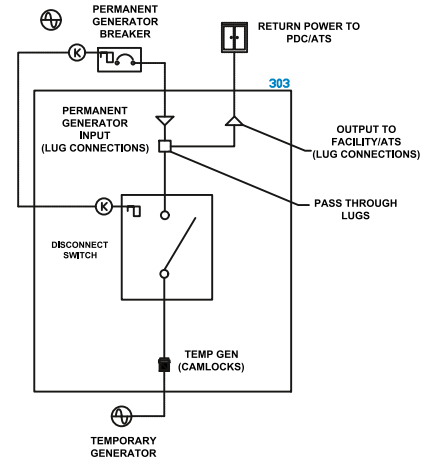 PERMANENT
GENERATOR
BREAKER
RETURN POWER TO
PDC/ATS
K
303
PERMANENT
GENERATOR
INPUT
(LUG CONNECTIONS)
OUTPUT TO
FACILITY/ATS
(LUG CONNECTIONS)
PASS THROUGH
LUGS
K
DISCONNECT
SWITCH
TEMP GEN
(CAMLOCKS)
TEMPORARY
GENERATOR